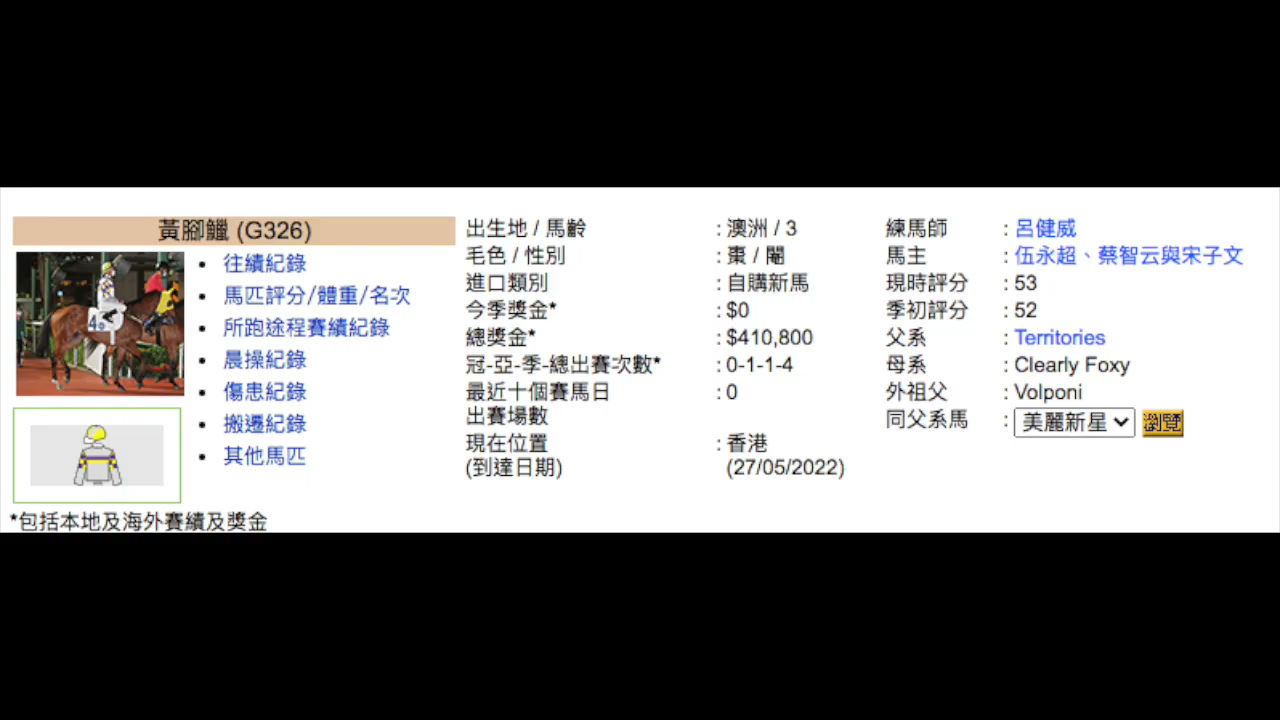 黃腳鱲 (G326)
往績紀錄
馬匹評分/體重/名次
所跑途程賽績紀錄
晨操紀錄
傷患紀錄
搬遷紀錄
其他馬匹
4
出生地 / 馬齡 : 澳洲 / 3
毛色 / 性別 : 棗 / 閹
進口類別 : 自購新馬
今季獎金* : $0
總獎金* : $410,800
冠-亞-季-總出賽次數* : 0-1-1-4
最近十個賽馬日 : 0
出賽場數
現在位置 : 香港
(到達日期) (27/05/2022)
練馬師 : 呂健威
馬主 : 伍永超、蔡智云與宋子文
現時評分 : 53
季初評分 : 52
父系 : Territories
母系 : Clearly Foxy
外祖父 : Volponi
同父系馬 : 美麗新星 瀏覽
*包括本地及海外賽績及獎金